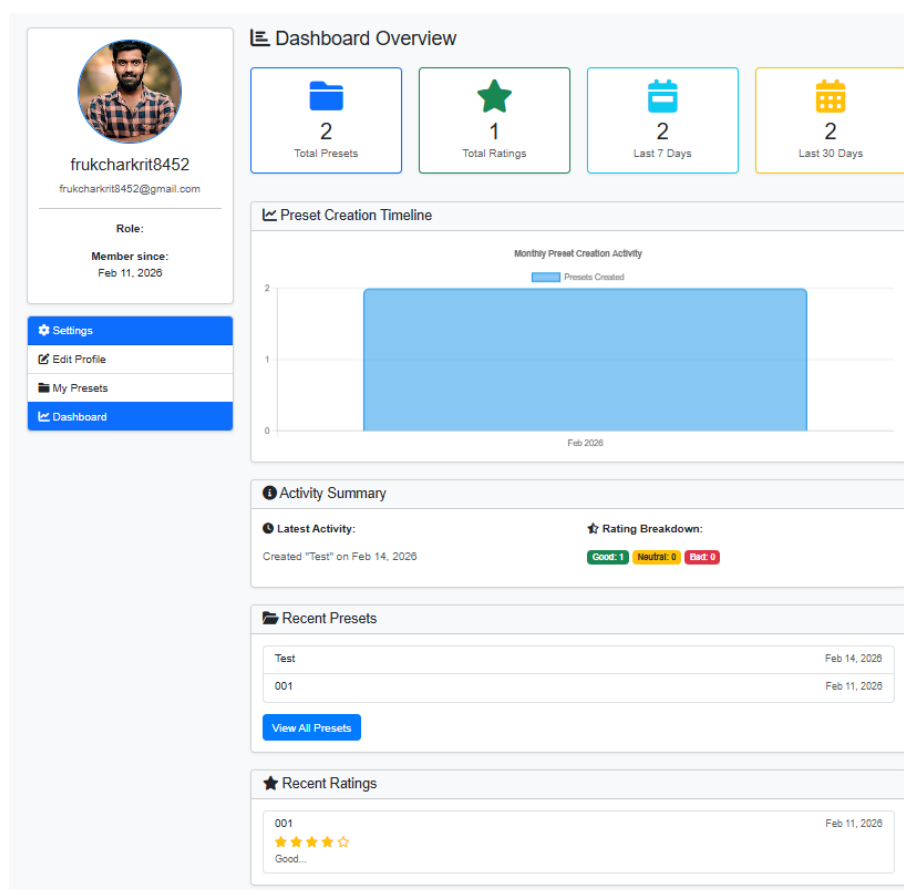 frukcharkrit8452
frukcharkrit8452@gmail.com
Role:
Member since:
Feb 11, 2026
Settings
Edit Profile
My Presets
Dashboard
Dashboard Overview
2
Total Presets
1
Total Ratings
2
Last 7 Days
2
Last 30 Days
Preset Creation Timeline
Monthly Preset Creation Activity
Presets Created
2
1
0
Feb 2026
Activity Summary
Latest Activity:
Created "Test" on Feb 14, 2026
Rating Breakdown:
Good: 1 Neutral: 0 Bad: 0
Recent Presets
Test Feb 14, 2026
001 Feb 11, 2026
View All Presets
Recent Ratings
001 Feb 11, 2026
Good...